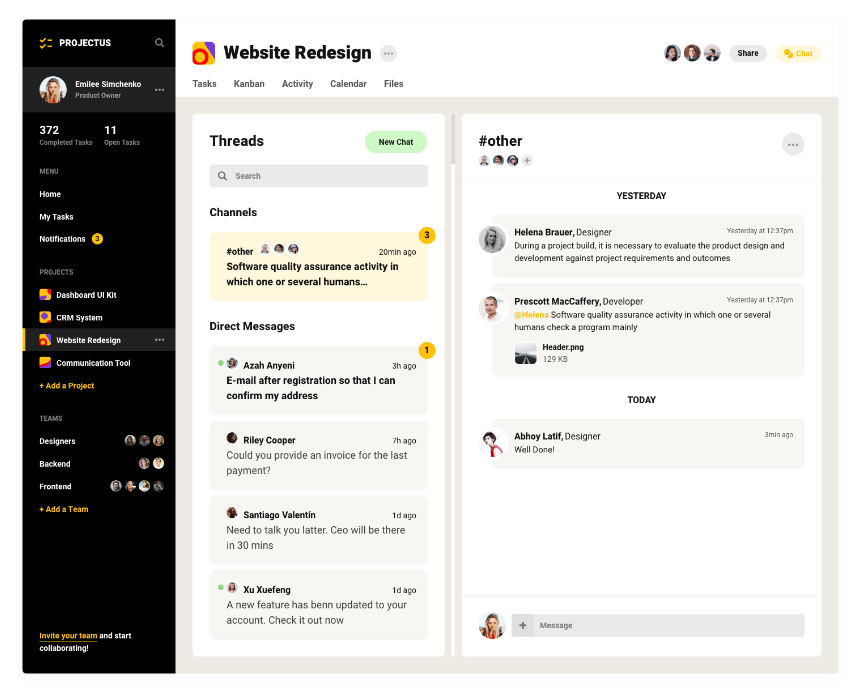 PROJECTUS
Emilee Simchenko
Product Owner
372 11
Completed Tasks Open Tasks
MENU
Home
My Tasks
Notifications 3
PROJECTS
Dashboard UI Kit
CRM System
Website Redesign
Communication Tool
+ Add a Project
TEAMS
Designers
Backend
Frontend
+ Add a Team
Invite your team and start
collaborating!
Website Redesign
Share
Chat
Tasks Kanban Activity Calendar Files
Threads
New Chat
Search
Channels
3
#other 20min ago
Software quality assurance activity in
which one or several humans...
Direct Messages
1
Azah Anyeni 3h ago
E-mail after registration so that I can
confirm my address
Riley Cooper 7h ago
Could you provide an invoice for the last
payment?
Santiago Valentín 1d ago
Need to talk you latter. Ceo will be there
in 30 mins
Xu Xuefeng 1d ago
A new feature has benn updated to your
account. Check it out now
#other
YESTERDAY
Helena Brauer, Designer Yesterday at 12:37pm
During a project build, it is necessary to evaluate the product design and
development against project requirements and outcomes
Prescott MacCaffery, Developer Yesterday at 12:37pm
@Helena Software quality assurance activity in which one or several
humans check a program mainly
Header.png
129 KB
TODAY
Abhoy Latif, Designer 3min ago
Well Done!
+ Message